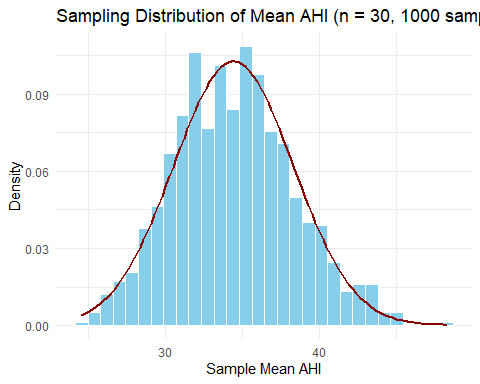 Sampling Distribution of Mean AHI (n = 30, 1000 samp
0.09
0.06
0.03
0.00
Density
30 40
Sample Mean AHI